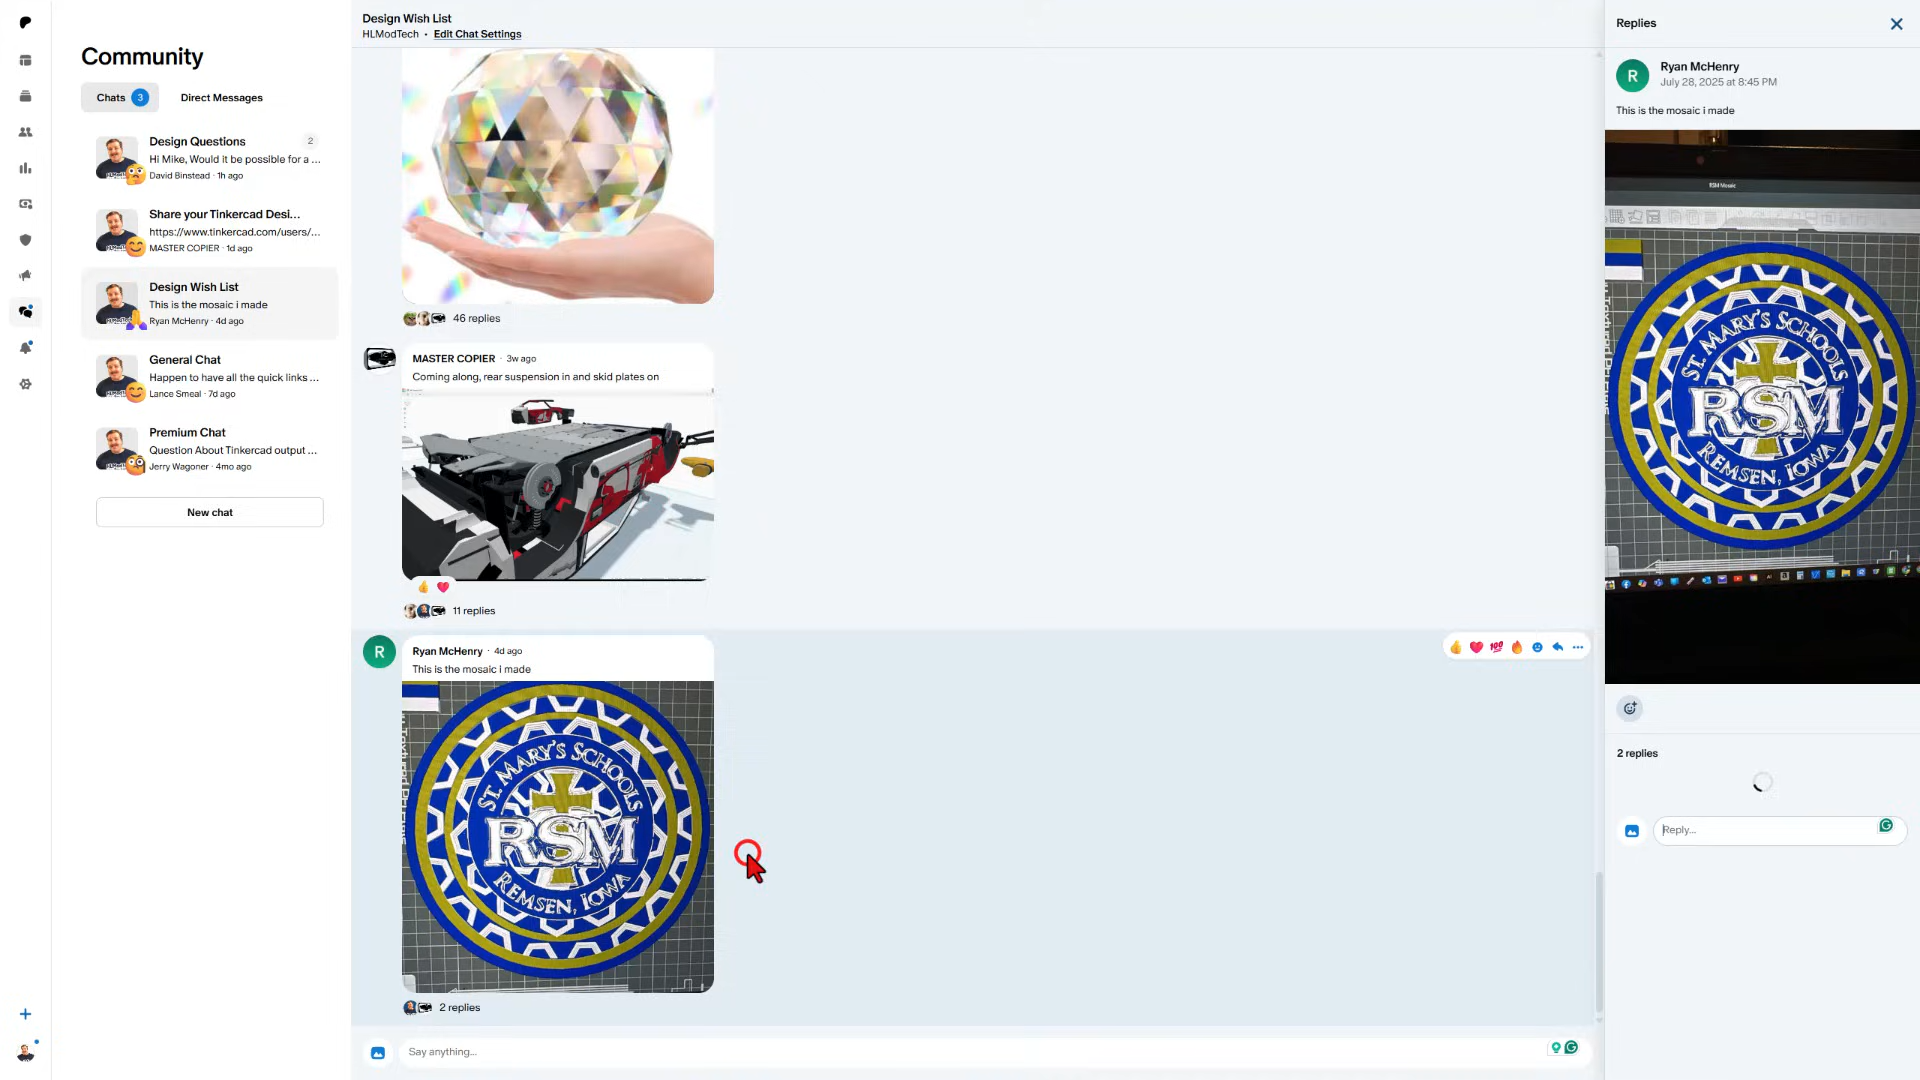 Community
Chats 3
Direct Messages
Design Questions 2
Hi Mike, Would it be possible for a ...
David Binstead · 1h ago
Share your Tinkercad Desi...
https://www.tinkercad.com/users/...
MASTER COPIER · 1d ago
Design Wish List
This is the mosaic i made
Ryan McHenry · 4d ago
General Chat
Happen to have all the quick links ...
Lance Smeal · 7d ago
Premium Chat
Question About Tinkercad output ...
Jerry Wagoner · 4mo ago
New chat
Design Wish List
HLModTech • Edit Chat Settings
46 replies
MASTER COPIER · 3w ago
Coming along, rear suspension in and skid plates on
11 replies
R
Ryan McHenry · 4d ago
This is the mosaic i made
ST. MARY'S SCHOOLS
RSM
REMSEN, IOWA
2 replies
Say anything...
Replies
R
Ryan McHenry
July 28, 2025 at 8:45 PM
This is the mosaic i made
RSM Mosaic
ST. MARY'S SCHOOLS
RSM
REMSEN, IOWA
2 replies
Reply...